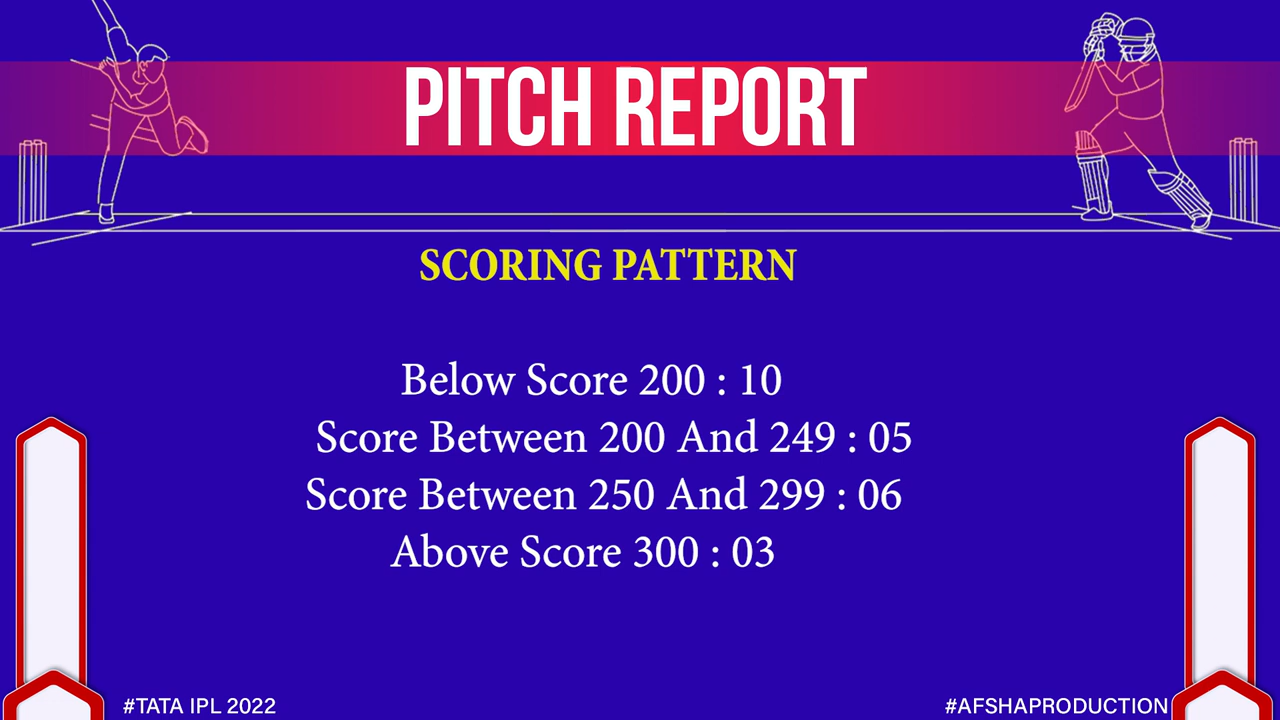 PITCH REPORT
SCORING PATTERN
Below Score 200 : 10
Score Between 200 And 249 : 05
Score Between 250 And 299 : 06
Above Score 300 : 03
#TATA IPL 2022
#AFSHAPRODUCTION